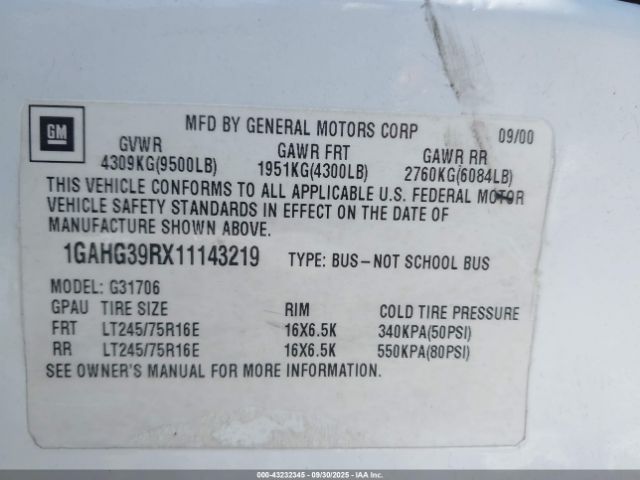 GM
MFD BY GENERAL MOTORS CORP 09/00
GVWR GAWR FRT GAWR RR
4309KG(9500LB) 1951KG(4300LB) 2760KG(6084LB)
THIS VEHICLE CONFORMS TO ALL APPLICABLE U.S. FEDERAL MOTOR
VEHICLE SAFETY STANDARDS IN EFFECT ON THE DATE OF
MANUFACTURE SHOWN ABOVE.
1GAHG39RX11143219 TYPE: BUS–NOT SCHOOL BUS
MODEL: G31706
GPAU TIRE SIZE RIM COLD TIRE PRESSURE
FRT LT245/75R16E 16X6.5K 340KPA(50PSI)
RR LT245/75R16E 16X6.5K 550KPA(80PSI)
SEE OWNER'S MANUAL FOR MORE INFORMATION.
000-43232345 - 09/30/2025 - IAA, Inc.